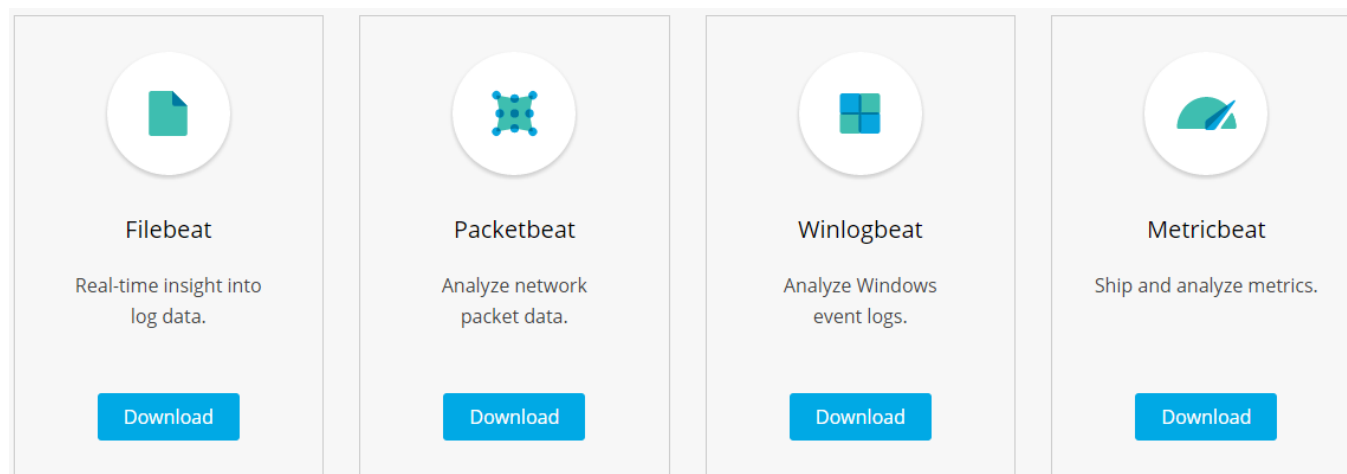 Filebeat
Real-time insight into
log data.
Download
Packetbeat
Analyze network
packet data.
Download
Winlogbeat
Analyze Windows
event logs.
Download
Metricbeat
Ship and analyze metrics.
Download